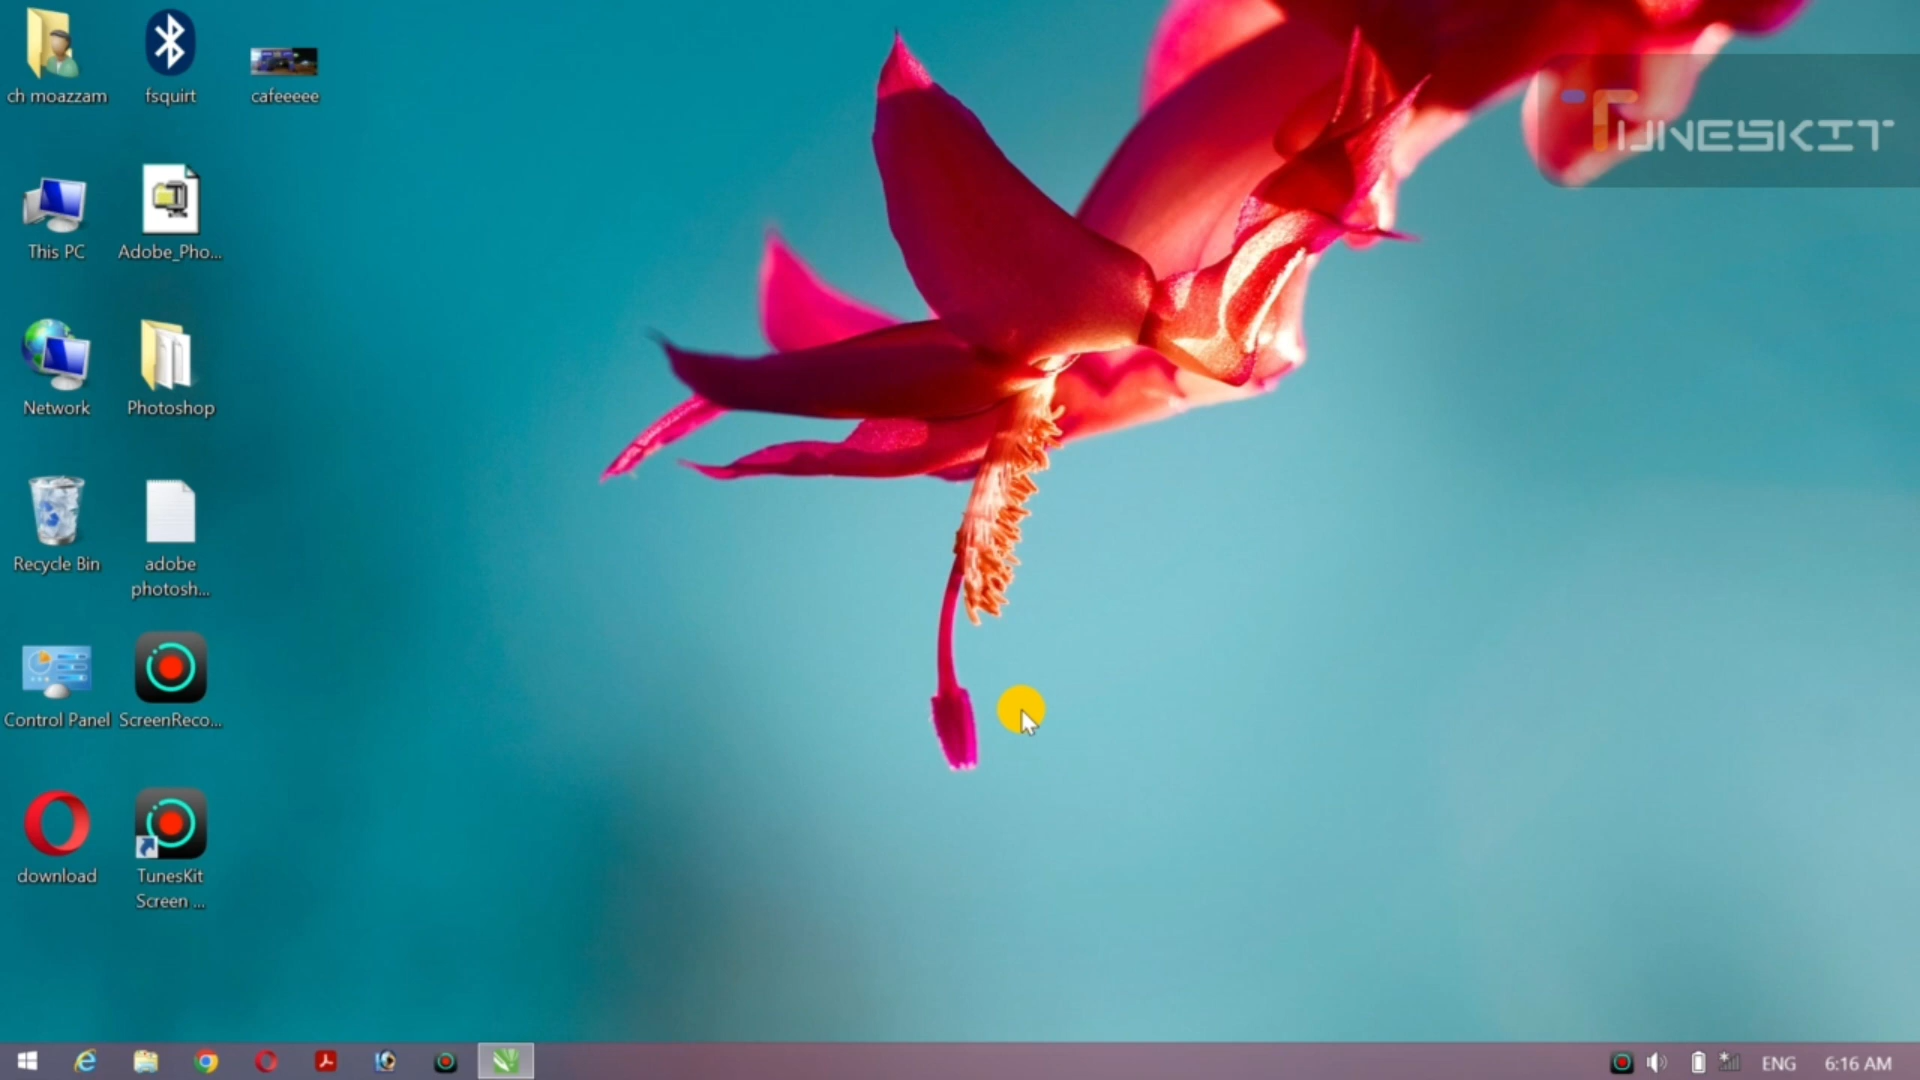 ch moazzam
fsquirt
cafeeeee
TUNESKIT
This PC
Adobe_Pho...
Network
Photoshop
Recycle Bin
adobe
photosh...
Control Panel
ScreenReco...
download
TunesKit
Screen ...
ENG
6:16 AM